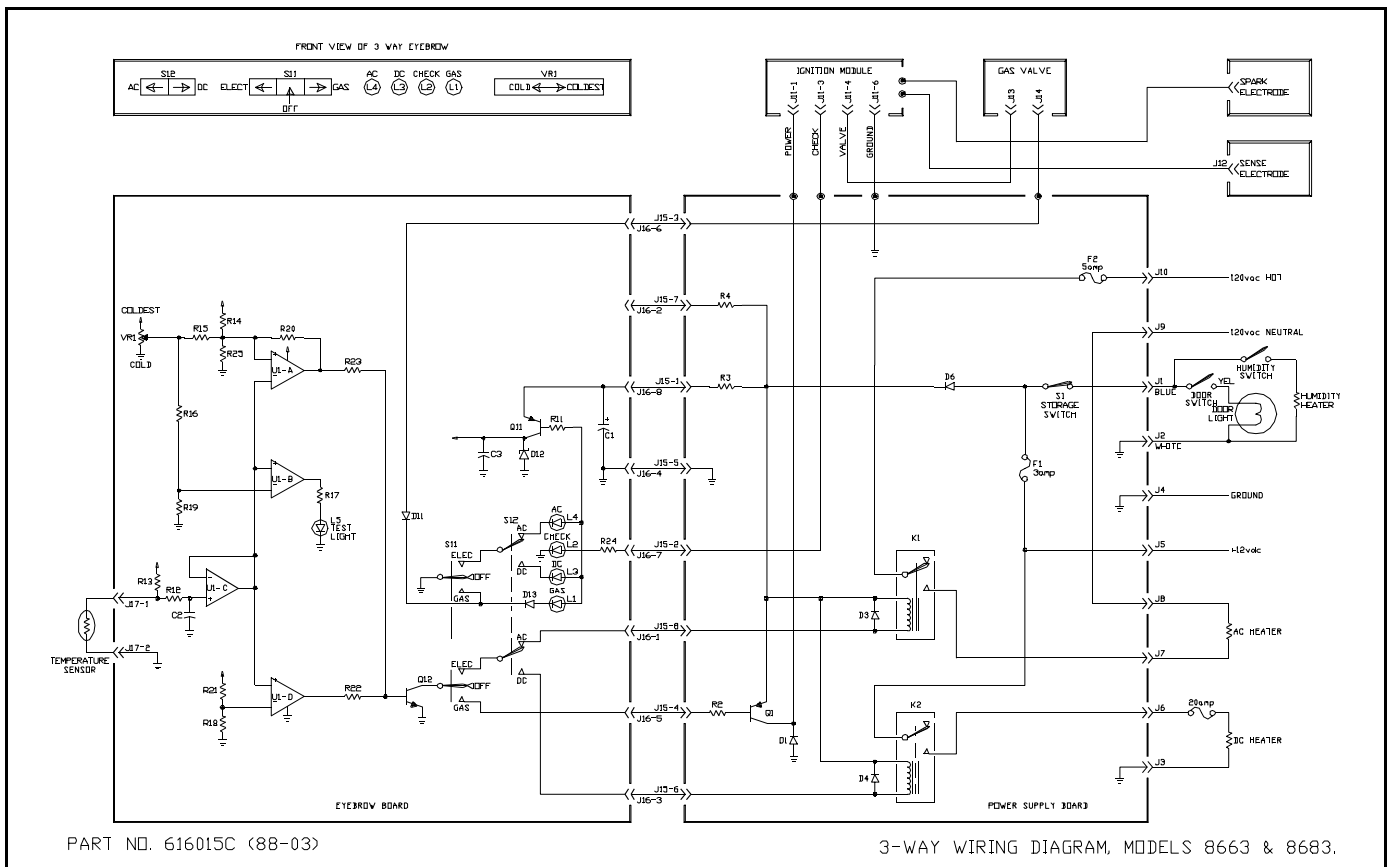 FRONT VIEW OF 3 WAY EYEBROW
S12
S11
AC DC CHECK GAS
VR1
AC DC ELECT GAS
L4 L3 L2 L1
COLD COLDEST
OFF
IGNITION MODULE
J11-1
J11-3
J11-4
J11-6
POWER
CHECK
VALVE
GROUND
GAS VALVE
J13
J14
SPARK
ELECTRODE
J12
SENSE
ELECTRODE
J15-3
J16-6
F2
5amp
J10
120vac HOT
J15-7
J16-2
R4
J9
120vac NEUTRAL
COLDEST
VR1
COLD
R15
R14
R25
R20
U1-A
R23
J15-1
J16-8
R3
D6
S1
STORAGE
SWITCH
J1
BLUE
HUMIDITY
SWITCH
YEL
DOOR
SWITCH
DOOR
LIGHT
HUMIDITY
HEATER
R16
Q11
R11
C1
C3
D12
J2
WHITE
J15-5
J16-4
F1
3amp
U1-B
R17
R19
L5
TEST
LIGHT
J4
GROUND
D11
S12
AC
AC
L4
CHECK
L2
R24
J15-2
J16-7
S11
ELEC
OFF
GAS
DC
DC
L3
GAS
L1
D13
K1
J5
+12vdc
R13
R12
U1-C
C2
J17-1
J17-2
TEMPERATURE
SENSOR
D3
J8
AC HEATER
J7
J15-8
J16-1
AC
ELEC
OFF
GAS
DC
R21
R18
U1-D
R22
Q12
J15-4
J16-5
R2
Q1
D1
K2
D4
J6
20amp
DC HEATER
J3
J15-6
J16-3
EYEBROW BOARD
POWER SUPPLY BOARD
PART NO. 616015C (88-03)
3-WAY WIRING DIAGRAM, MODELS 8663 & 8683.